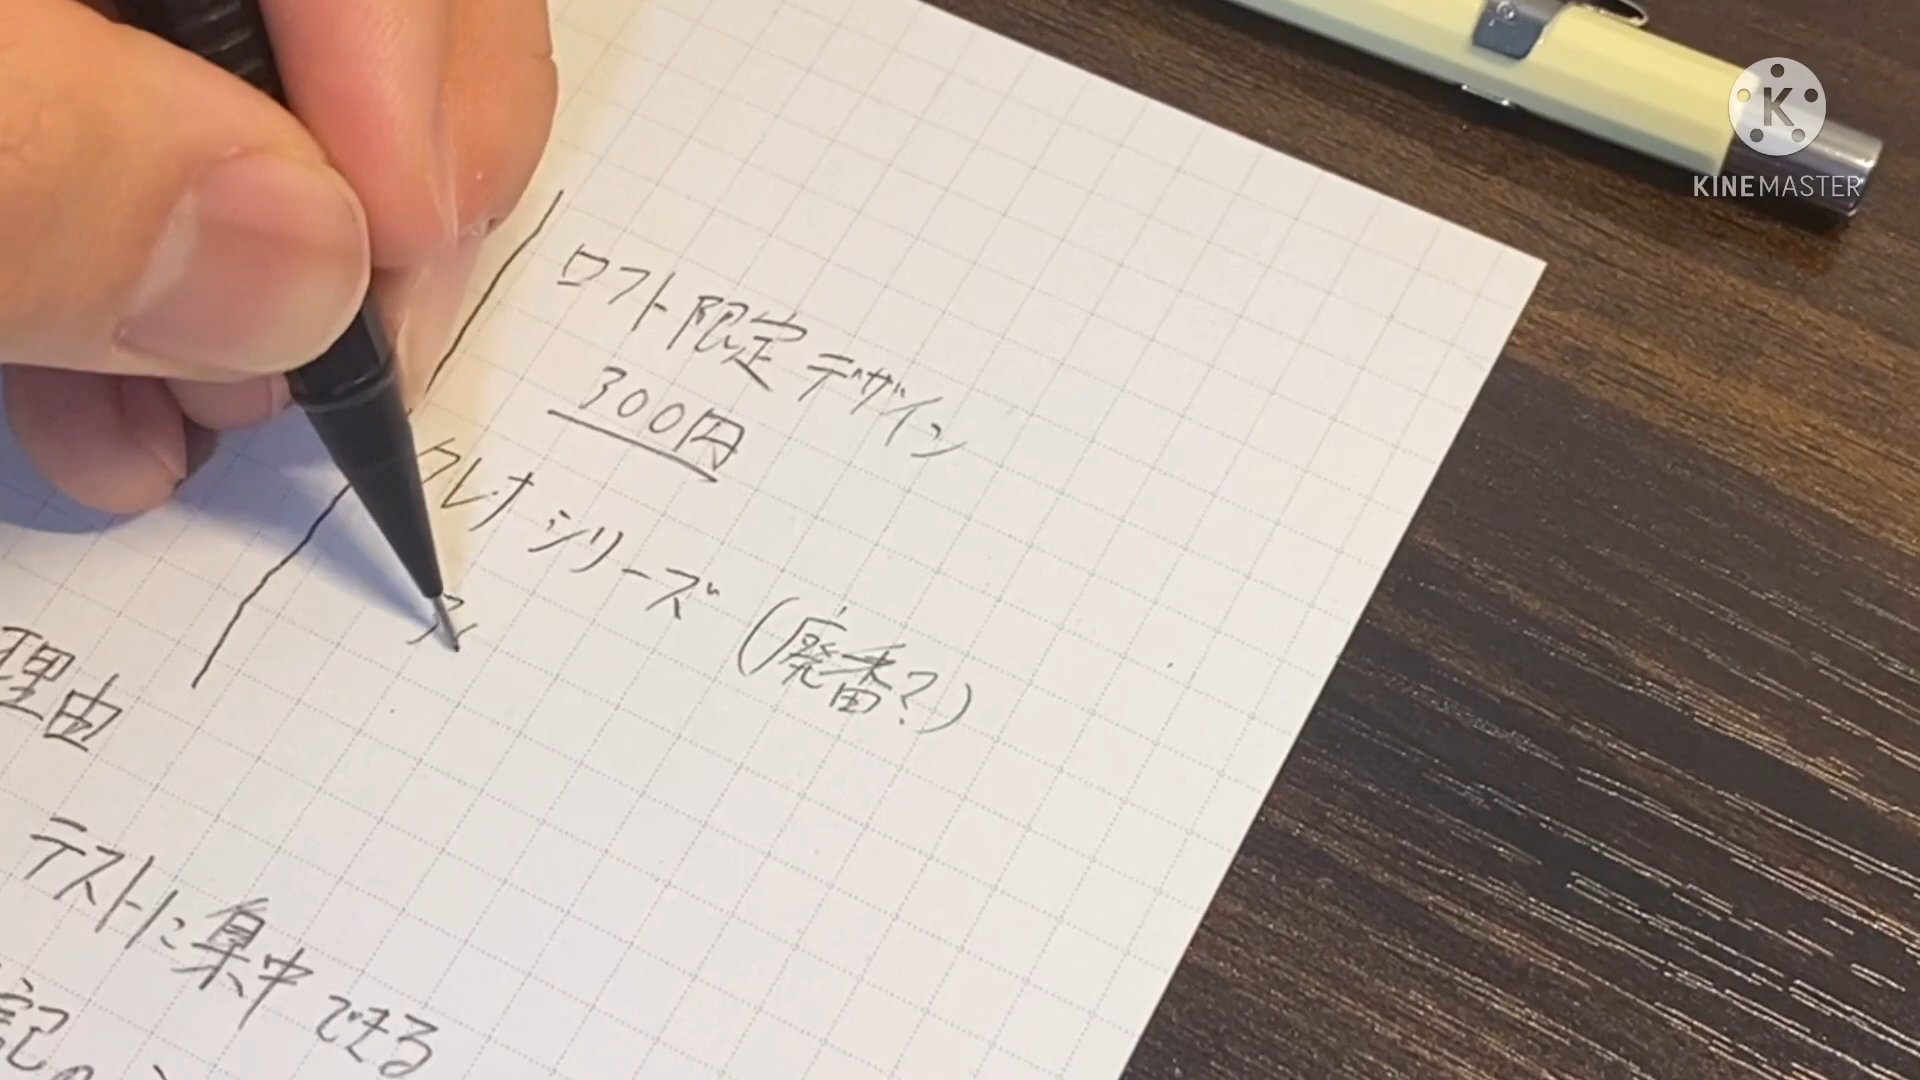 KINEMASTER
ロフト限定デザイン
300円
クレナシリーズ(廃番?)
理由
テストに集中できる
記